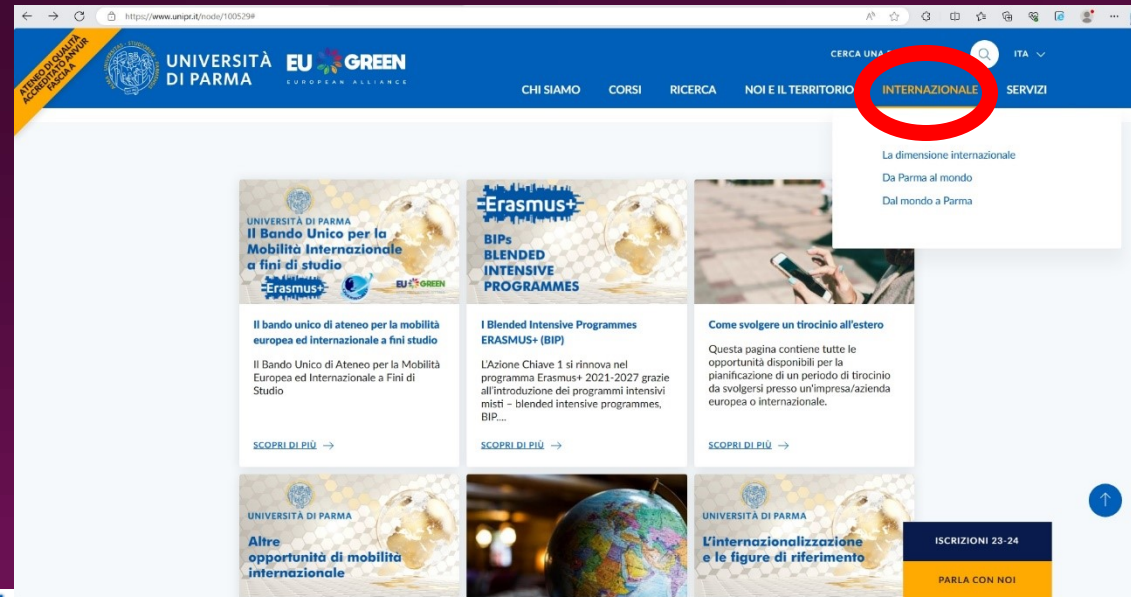 https://www.unipr.it/node/100529#
ATENEO DI QUALITÀ
ACCREDITATO ANVUR
FASCIA A
UNIVERSITÀ
DI PARMA
EU GREEN
EUROPEAN ALLIANCE
CERCA UNA
ITA
CHI SIAMO CORSI RICERCA NOI E IL TERRITORIO INTERNAZIONALE SERVIZI
La dimensione internazionale
Da Parma al mondo
Dal mondo a Parma
UNIVERSITÀ DI PARMA
Il Bando Unico per la
Mobilità Internazionale
a fini di studio
Erasmus+
EU GREEN
Il bando unico di ateneo per la mobilità
europea ed internazionale a fini studio
Il Bando Unico di Ateneo per la Mobilità
Europea ed Internazionale a Fini di
Studio
SCOPRI DI PIÙ →
Erasmus+
BIPs
BLENDED
INTENSIVE
PROGRAMMES
I Blended Intensive Programmes
ERASMUS+ (BIP)
L'Azione Chiave 1 si rinnova nel
programma Erasmus+ 2021-2027 grazie
all'introduzione dei programmi intensivi
misti – blended intensive programmes,
BIP....
SCOPRI DI PIÙ →
Come svolgere un tirocinio all'estero
Questa pagina contiene tutte le
opportunità disponibili per la
pianificazione di un periodo di tirocinio
da svolgersi presso un'impresa/azienda
europea o internazionale.
SCOPRI DI PIÙ →
UNIVERSITÀ DI PARMA
Altre
opportunità di mobilità
internazionale
UNIVERSITÀ DI PARMA
L'internazionalizzazione
e le figure di riferimento
ISCRIZIONI 23-24
PARLA CON NOI